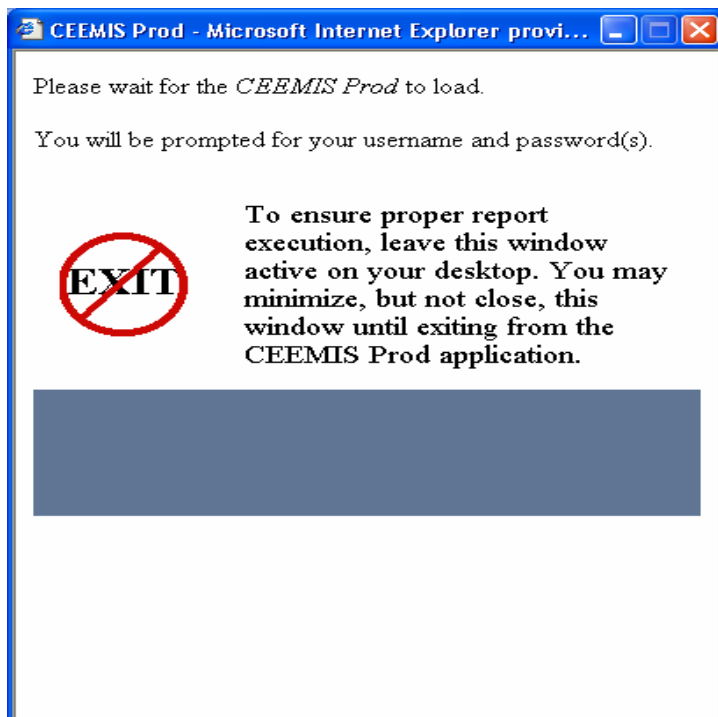 CEEMIS Prod - Microsoft Internet Explorer provi...
Please wait for the CEEMIS Prod to load.
You will be prompted for your username and password(s).
EXIT
To ensure proper report
execution, leave this window
active on your desktop. You may
minimize, but not close, this
window until exiting from the
CEEMIS Prod application.